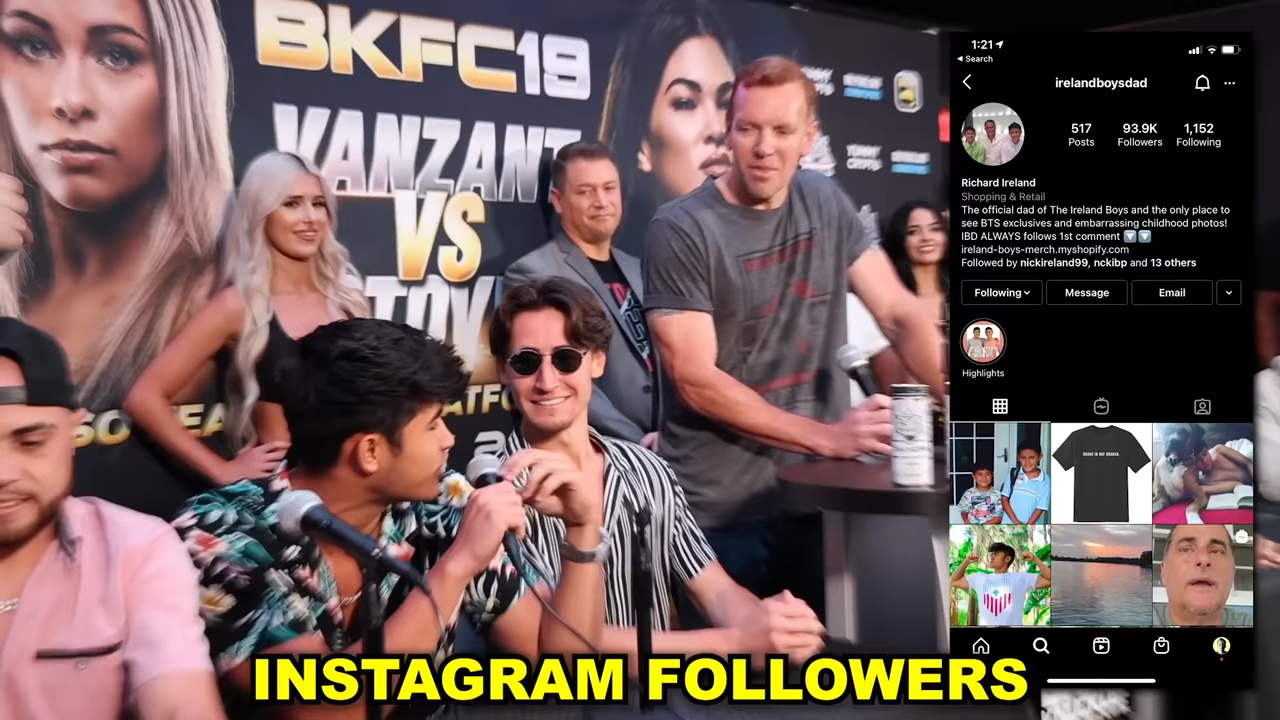 BKFC19
VANZANT
VS
TOMMY
CRYPTO
1:21
Search
irelandboysdad
517
Posts
93.9K
Followers
1,152
Following
Richard Ireland
Shopping & Retail
The official dad of The Ireland Boys and the only place to
see BTS exclusives and embarrassing childhood photos!
IBD ALWAYS follows 1st comment
ireland-boys-merch.myshopify.com
Followed by nickireland99, nckibp and 13 others
Following
Message
Email
Highlights
INSTAGRAM FOLLOWERS